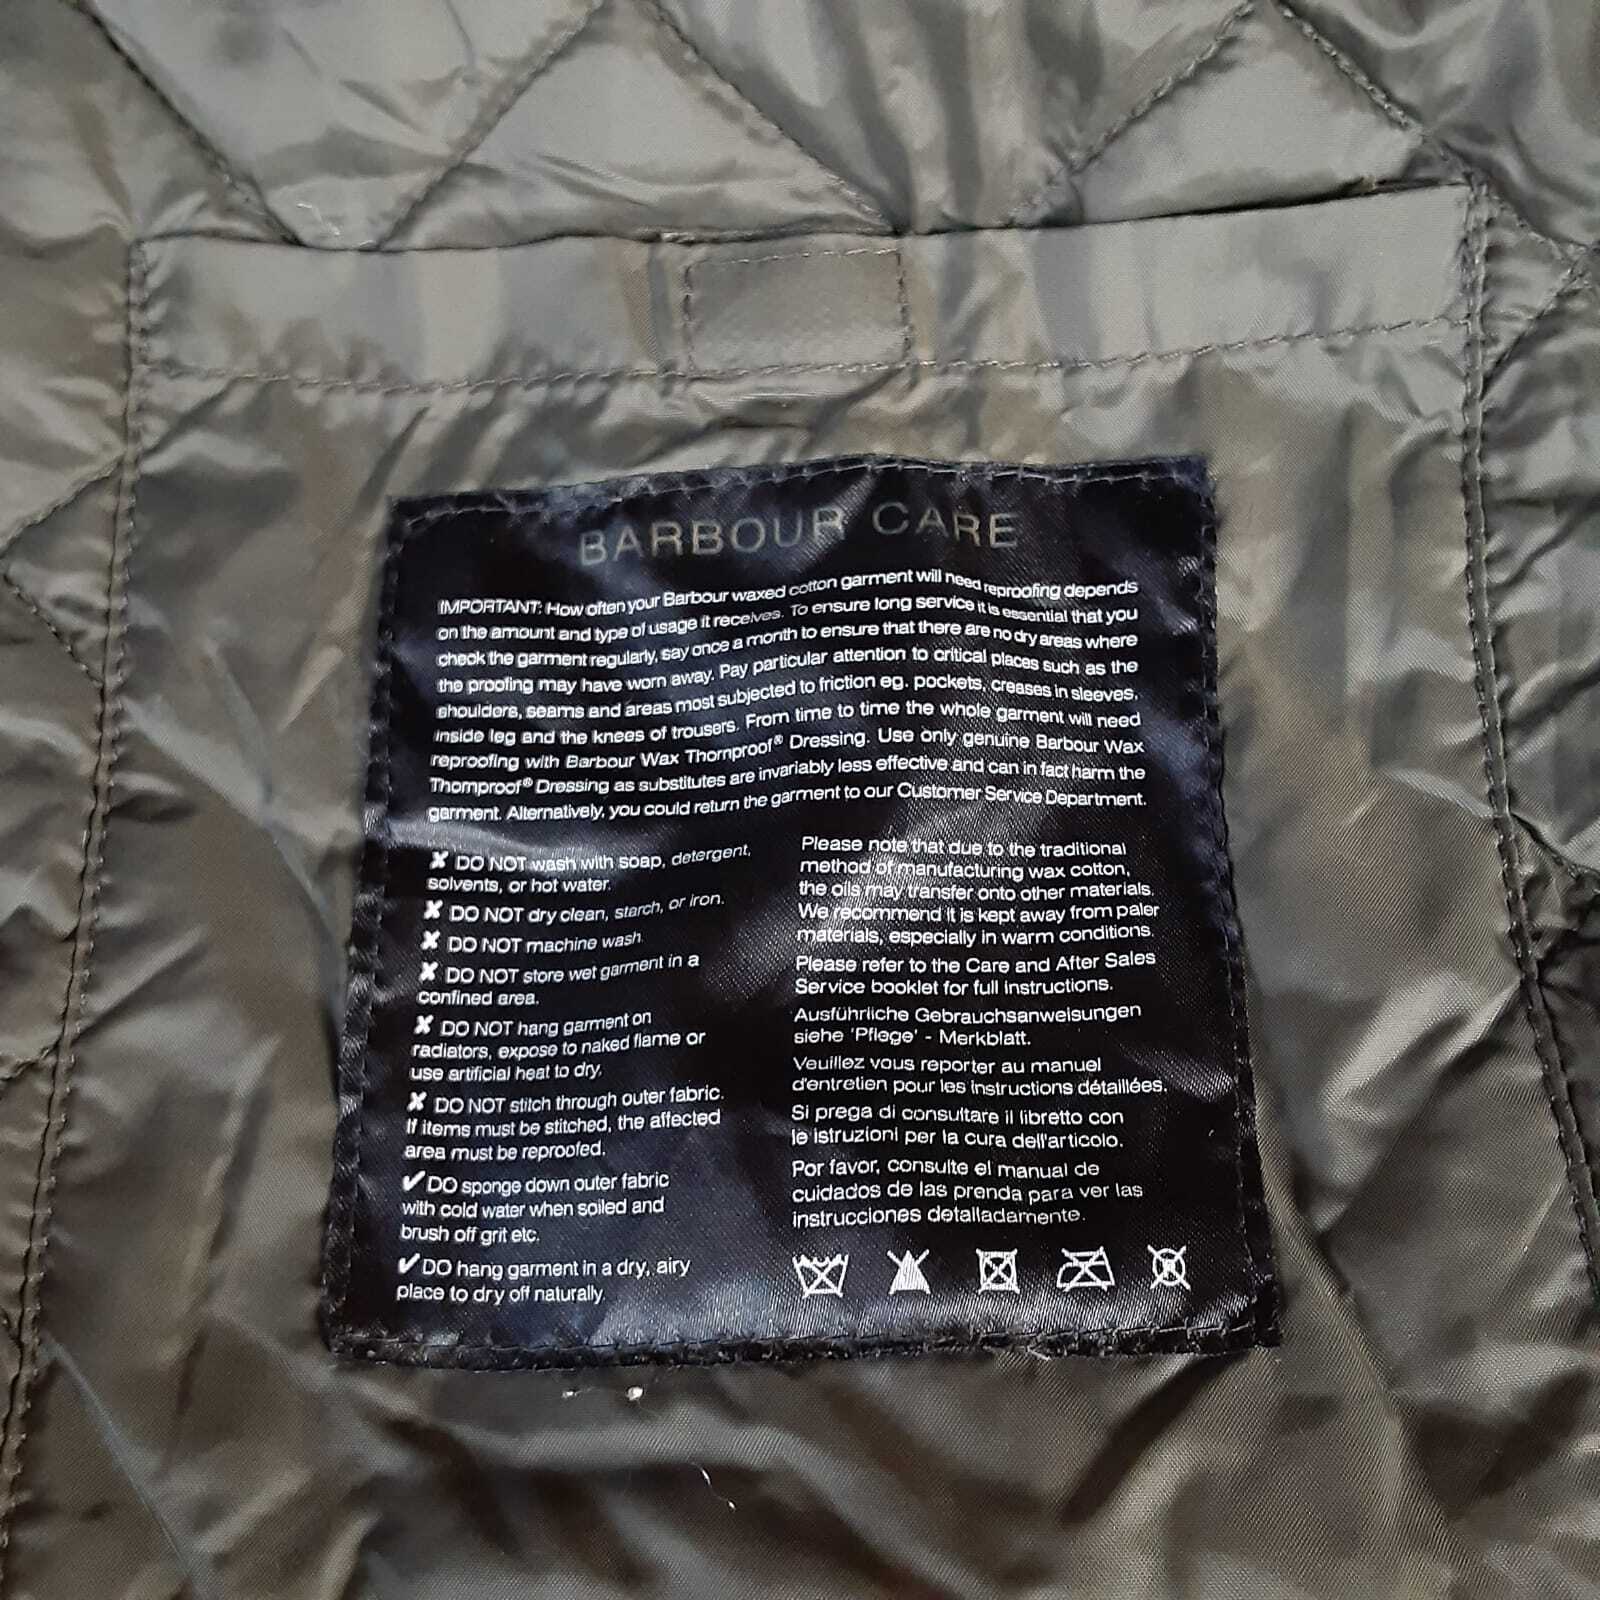 BARBOUR CARE
IMPORTANT: How often your Barbour waxed cotton garment will need reproofing depends
on the amount and type of usage it receives. To ensure long service it is essential that you
check the garment regularly, say once a month to ensure that there are no dry areas where
the proofing may have worn away. Pay particular attention to critical places such as the
shoulders, seams and areas most subjected to friction eg. pockets, creases in sleeves,
inside leg and the knees of trousers. From time to time the whole garment will need
reproofing with Barbour Wax Thornproof® Dressing. Use only genuine Barbour Wax
Thornproof® Dressing as substitutes are invariably less effective and can in fact harm the
garment. Alternatively, you could return the garment to our Customer Service Department.
✘ DO NOT wash with soap, detergent,
solvents, or hot water.
✘ DO NOT dry clean, starch, or iron.
✘ DO NOT machine wash.
✘ DO NOT store wet garment in a
confined area.
✘ DO NOT hang garment on
radiators, expose to naked flame or
use artificial heat to dry.
✘ DO NOT stitch through outer fabric.
If items must be stitched, the affected
area must be reproofed.
✔ DO sponge down outer fabric
with cold water when soiled and
brush off grit etc.
✔ DO hang garment in a dry, airy
place to dry off naturally.
Please note that due to the traditional
method of manufacturing wax cotton,
the oils may transfer onto other materials.
We recommend it is kept away from paler
materials, especially in warm conditions.
Please refer to the Care and After Sales
Service booklet for full instructions.
Ausführliche Gebrauchsanweisungen
siehe 'Pflege' - Merkblatt.
Veuillez vous reporter au manuel
d'entretien pour les instructions détaillées.
Si prega di consultare il libretto con
le istruzioni per la cura dell'articolo.
Por favor, consulte el manual de
cuidados de las prenda para ver las
instrucciones detalladamente.